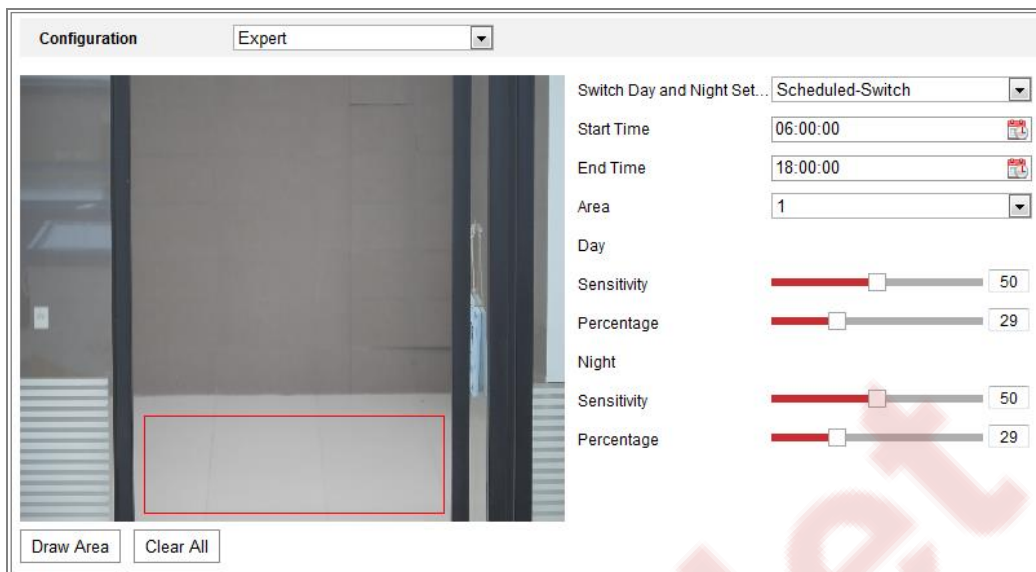 Configuration Expert
Switch Day and Night Set... Scheduled-Switch
Start Time 06:00:00
End Time 18:00:00
Area 1
Day
Sensitivity 50
Percentage 29
Night
Sensitivity 50
Percentage 29
Draw Area Clear All